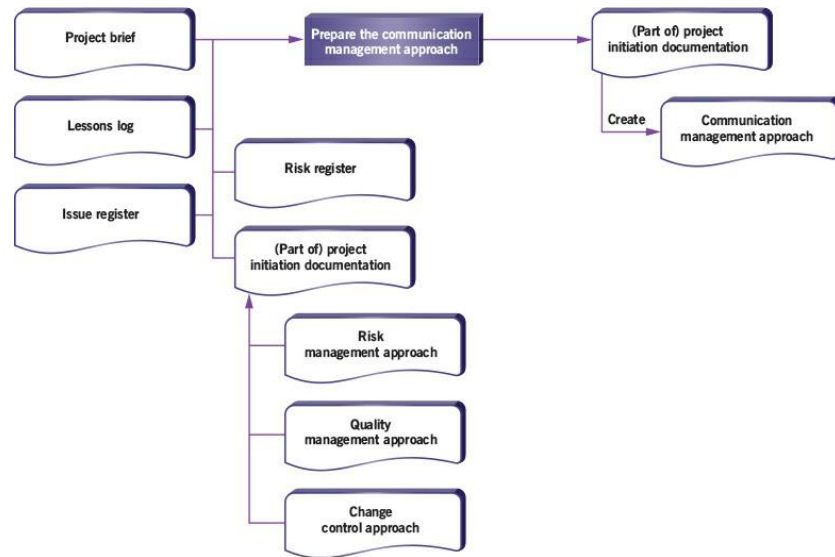 Project brief
Prepare the communication
management approach
(Part of) project
initiation documentation
Lessons log
Create
Communication
management approach
Risk register
Issue register
(Part of) project
initiation documentation
Risk
management approach
Quality
management approach
Change
control approach